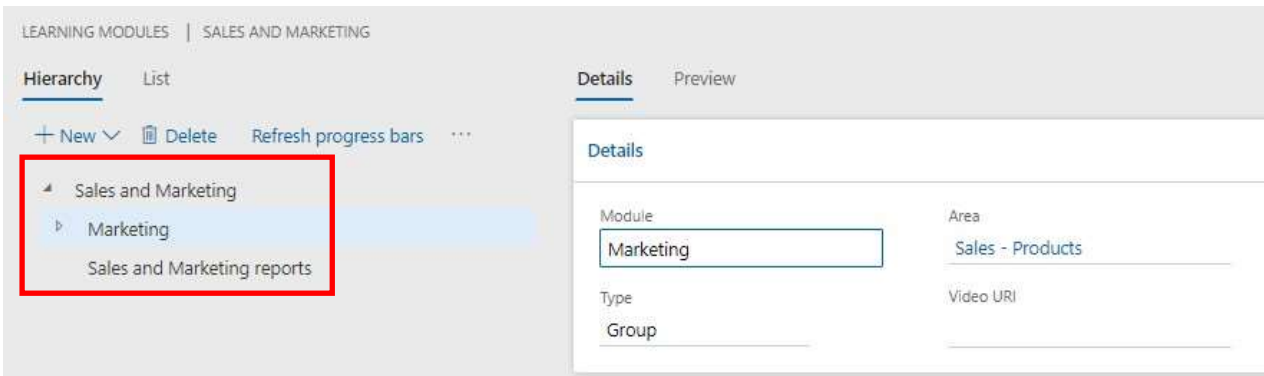 LEARNING MODULES | SALES AND MARKETING
Hierarchy List
Details Preview
New Delete Refresh progress bars ...
Details
Sales and Marketing
Marketing
Sales and Marketing reports
Module
Marketing
Area
Sales - Products
Type
Group
Video URI